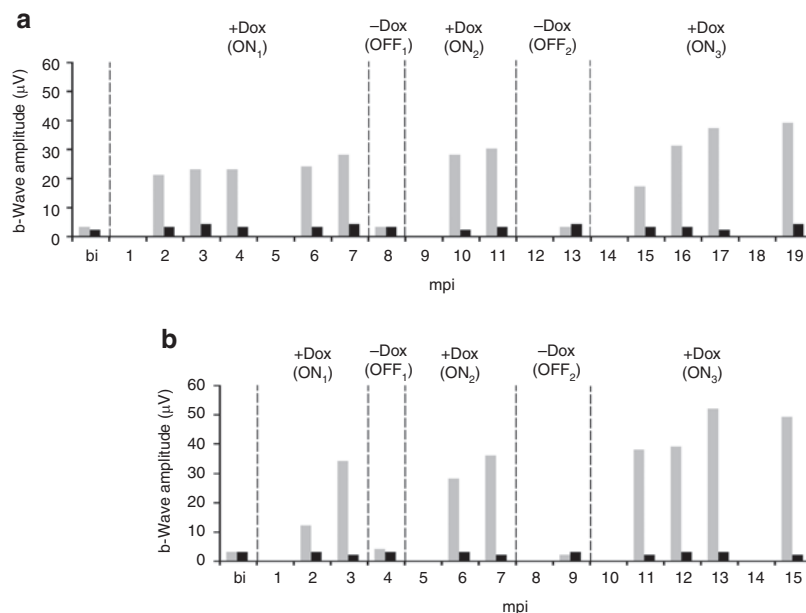 a
+Dox –Dox +Dox –Dox +Dox
(ON₁) (OFF₁) (ON₂) (OFF₂) (ON₃)
b-Wave amplitude (µV)
60
50
40
30
20
10
0
bi 1 2 3 4 5 6 7 8 9 10 11 12 13 14 15 16 17 18 19
mpi
b
+Dox –Dox +Dox –Dox +Dox
(ON₁) (OFF₁) (ON₂) (OFF₂) (ON₃)
b-Wave amplitude (µV)
60
50
40
30
20
10
0
bi 1 2 3 4 5 6 7 8 9 10 11 12 13 14 15
mpi